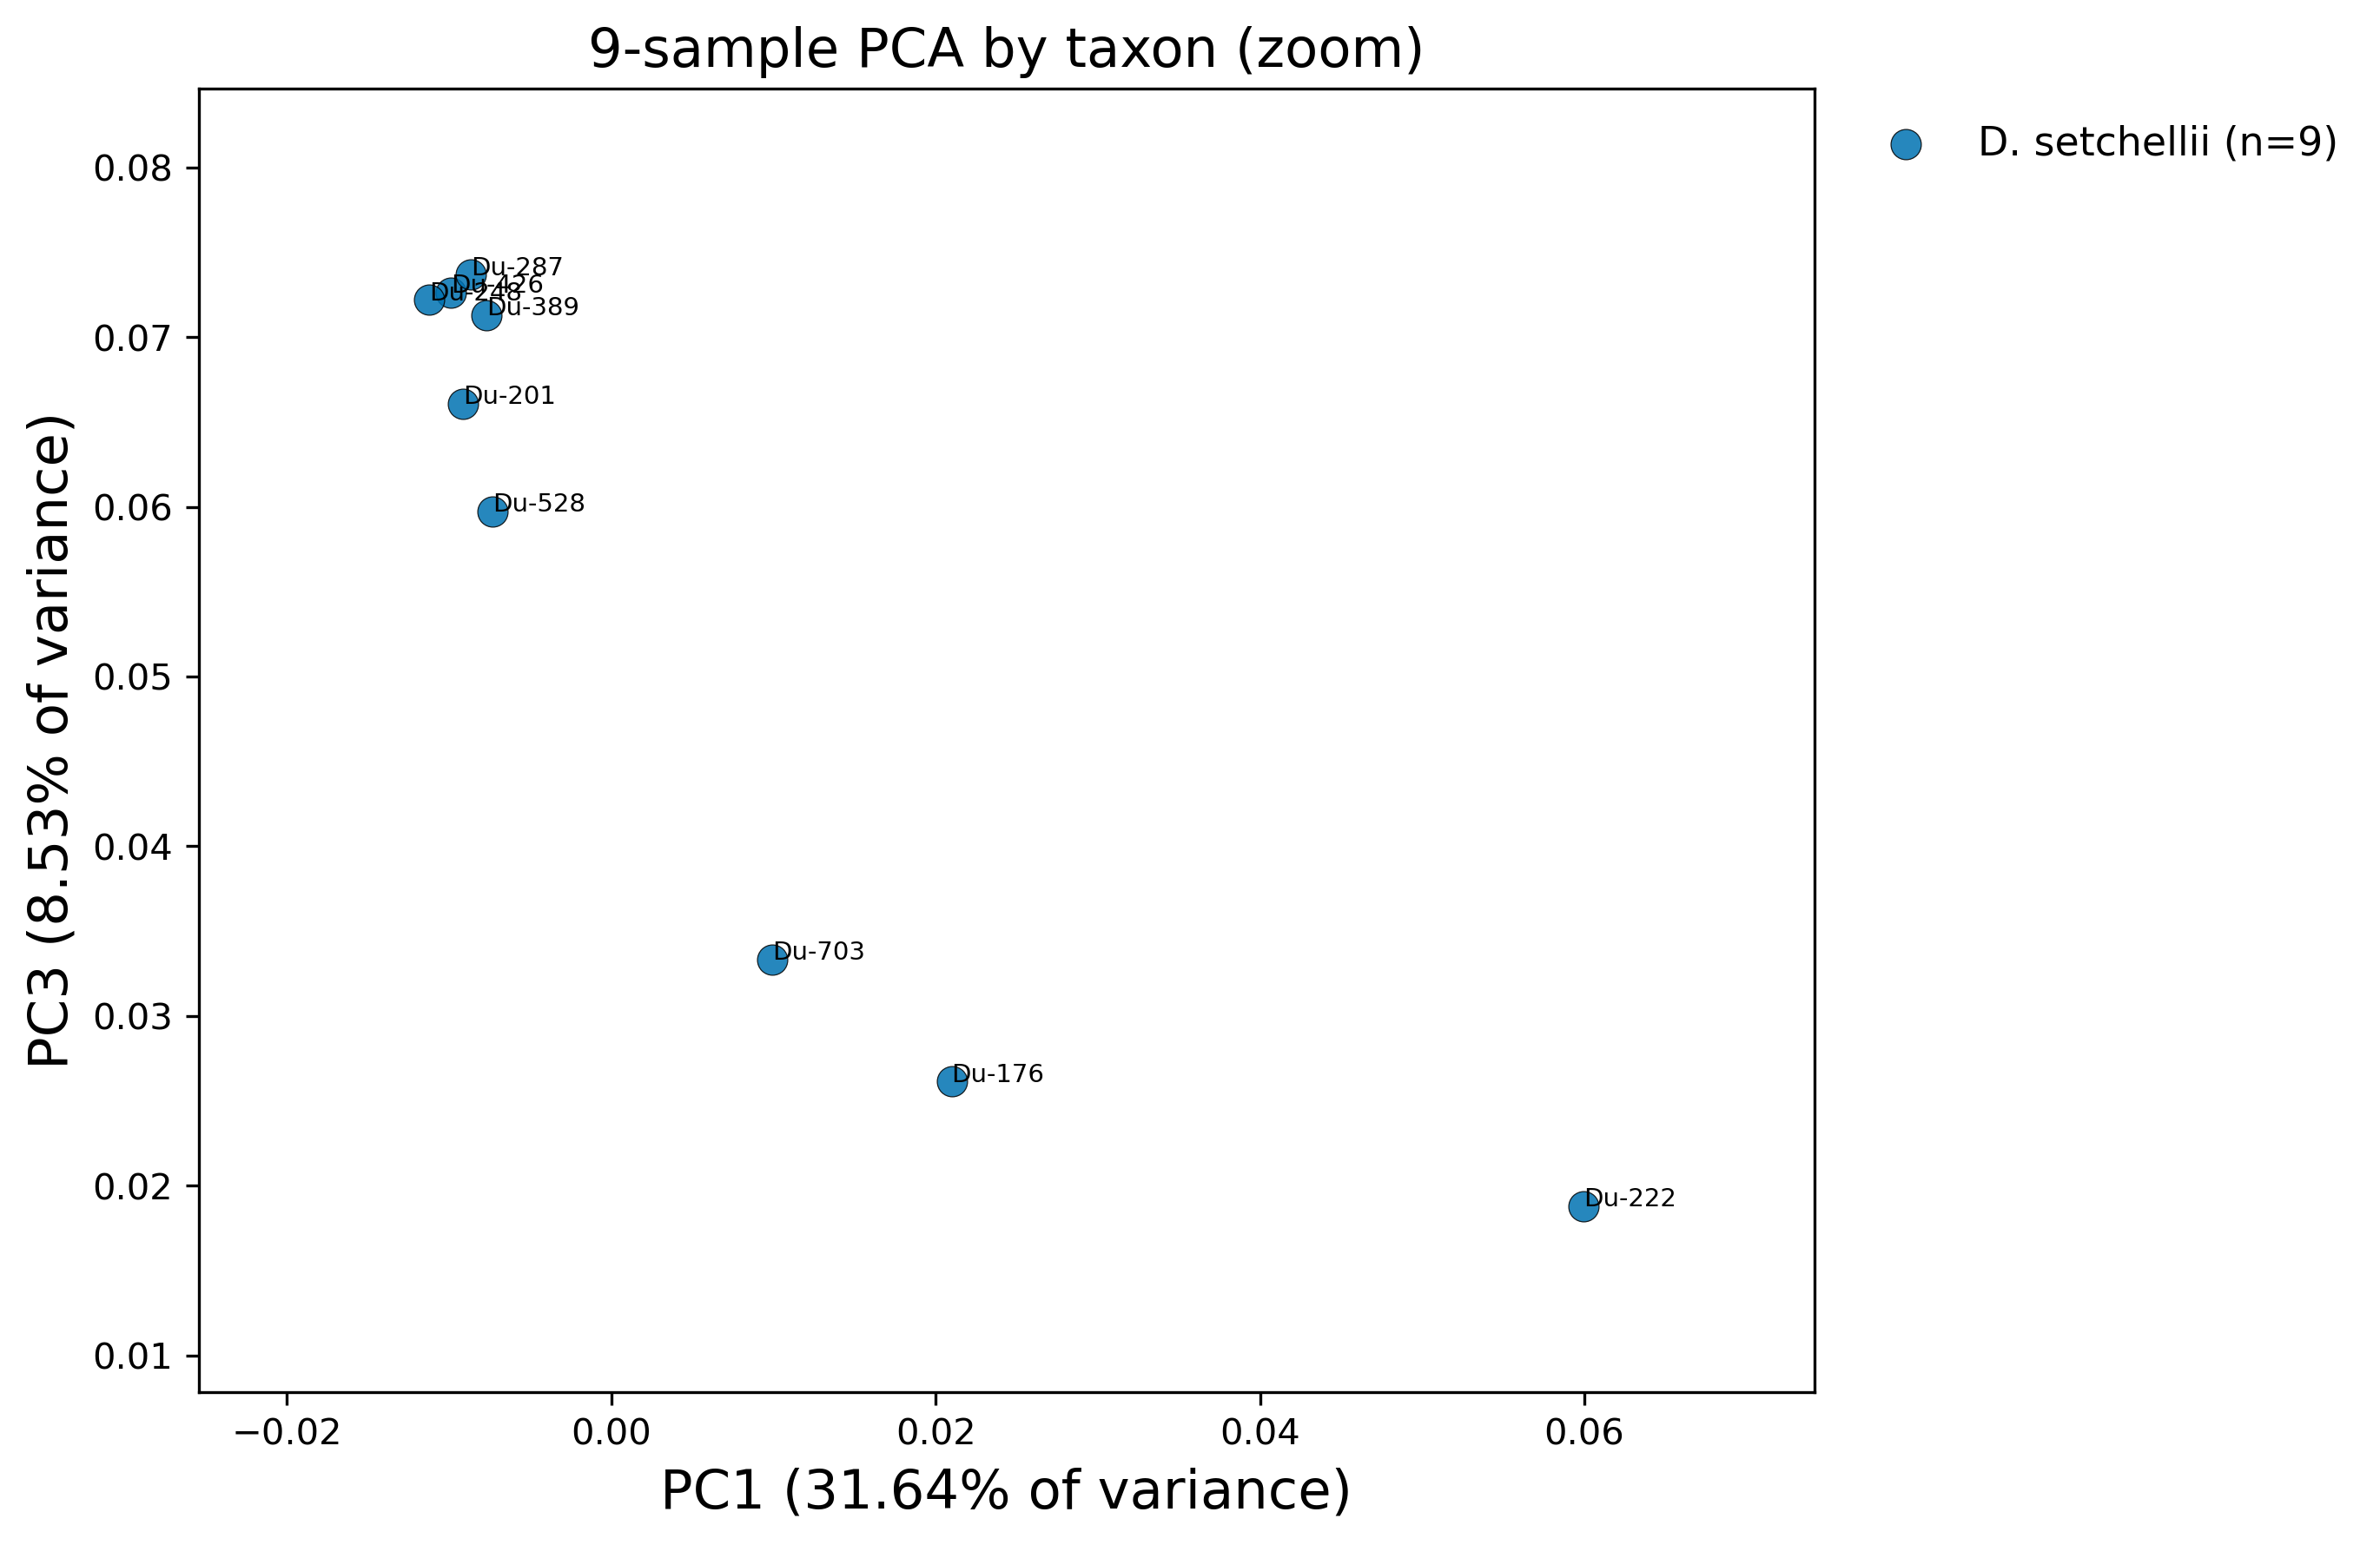 9-sample PCA by taxon (zoom)
D. setchellii (n=9)
PC3 (8.53% of variance)
0.08
0.07
0.06
0.05
0.04
0.03
0.02
0.01
Du-287
Du-426
Du-248
Du-389
Du-201
Du-528
Du-703
Du-176
Du-222
−0.02
0.00
0.02
0.04
0.06
PC1 (31.64% of variance)